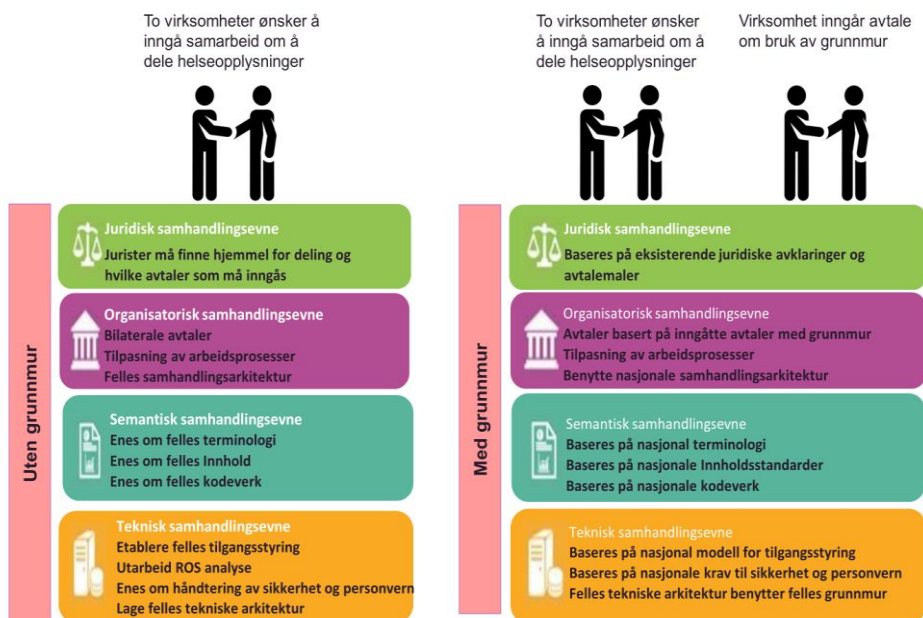 To virksomheter ønsker å
inngå samarbeid om å
dele helseopplysninger
Uten grunnmur
Juridisk samhandlingsevne
Jurister må finne hjemmel for deling og
hvilke avtaler som må inngås
Organisatorisk samhandlingsevne
Bilaterale avtaler
Tilpasning av arbeidsprosesser
Felles samhandlingsarkitektur
Semantisk samhandlingsevne
Enes om felles terminologi
Enes om felles Innhold
Enes om felles kodeverk
Teknisk samhandlingsevne
Etablere felles tilgangsstyring
Utarbeid ROS analyse
Enes om håndtering av sikkerhet og personvern
Lage felles tekniske arkitektur
To virksomheter ønsker
å inngå samarbeid om å
dele helseopplysninger
Virksomhet inngår avtale
om bruk av grunnmur
Med grunnmur
Juridisk samhandlingsevne
Baseres på eksisterende juridiske avklaringer og
avtalemaler
Organisatorisk samhandlingsevne
Avtaler basert på inngåtte avtaler med grunnmur
Tilpasning av arbeidsprosesser
Benytte nasjonale samhandlingsarkitektur
Semantisk samhandlingsevne
Baseres på nasjonal terminologi
Baseres på nasjonale Innholdsstandarder
Baseres på nasjonale kodeverk
Teknisk samhandlingsevne
Baseres på nasjonal modell for tilgangsstyring
Baseres på nasjonale krav til sikkerhet og personvern
Felles tekniske arkitektur benytter felles grunnmur